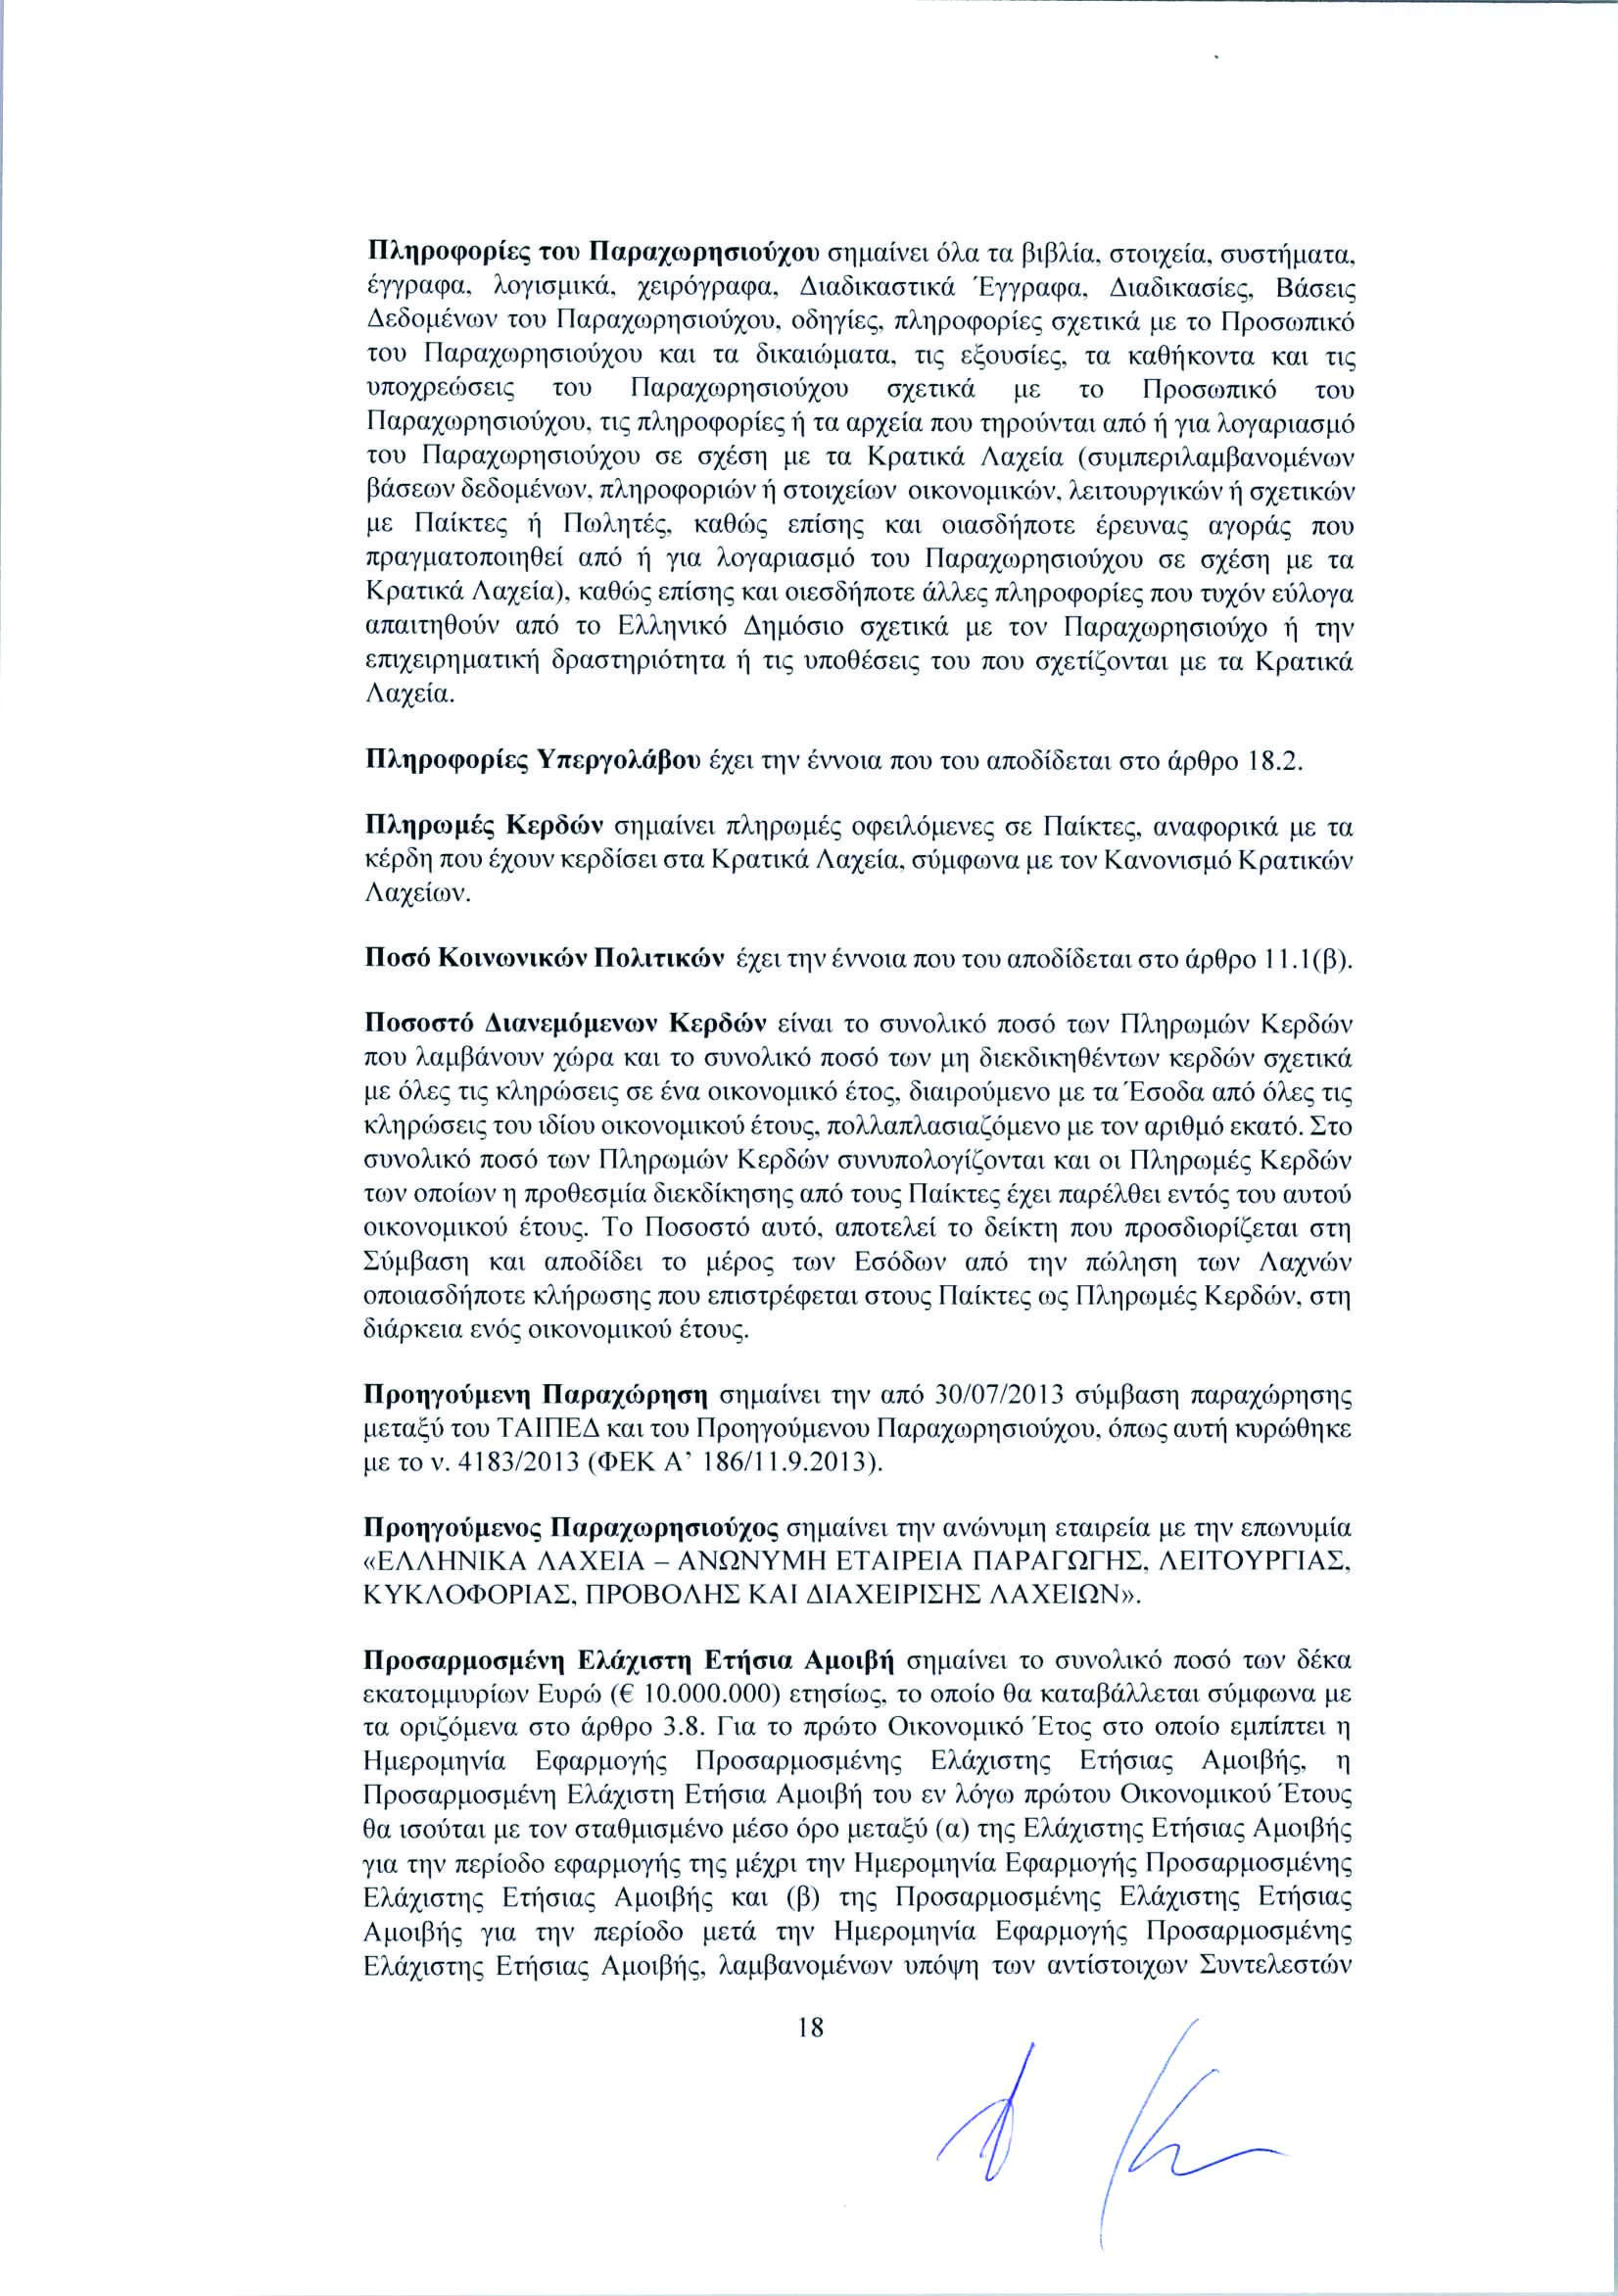 Πληροφορίες του Παραχωρησιούχου σημαίνει όλα τα βιβλία, στοιχεία, συστήματα,
έγγραφα, λογισμικά, χειρόγραφα, Διαδικαστικά Έγγραφα, Διαδικασίες, Βάσεις
Δεδομένων του Παραχωρησιούχου, οδηγίες, πληροφορίες σχετικά με το Προσωπικό
του Παραχωρησιούχου και τα δικαιώματα, τις εξουσίες, τα καθήκοντα και τις
υποχρεώσεις του Παραχωρησιούχου σχετικά με το Προσωπικό του
Παραχωρησιούχου, τις πληροφορίες ή τα αρχεία που τηρούνται από ή για λογαριασμό
του Παραχωρησιούχου σε σχέση με τα Κρατικά Λαχεία (συμπεριλαμβανομένων
βάσεων δεδομένων, πληροφοριών ή στοιχείων οικονομικών, λειτουργικών ή σχετικών
με Παίκτες ή Πωλητές, καθώς επίσης και οιασδήποτε έρευνας αγοράς που
πραγματοποιηθεί από ή για λογαριασμό του Παραχωρησιούχου σε σχέση με τα
Κρατικά Λαχεία), καθώς επίσης και οιεσδήποτε άλλες πληροφορίες που τυχόν εύλογα
απαιτηθούν από το Ελληνικό Δημόσιο σχετικά με τον Παραχωρησιούχο ή την
επιχειρηματική δραστηριότητα ή τις υποθέσεις του που σχετίζονται με τα Κρατικά
Λαχεία.
Πληροφορίες Υπεργολάβου έχει την έννοια που του αποδίδεται στο άρθρο 18.2.
Πληρωμές Κερδών σημαίνει πληρωμές οφειλόμενες σε Παίκτες, αναφορικά με τα
κέρδη που έχουν κερδίσει στα Κρατικά Λαχεία, σύμφωνα με τον Κανονισμό Κρατικών
Λαχείων.
Ποσό Κοινωνικών Πολιτικών έχει την έννοια που του αποδίδεται στο άρθρο 11.1(β).
Ποσοστό Διανεμόμενων Κερδών είναι το συνολικό ποσό των Πληρωμών Κερδών
που λαμβάνουν χώρα και το συνολικό ποσό των μη διεκδικηθέντων κερδών σχετικά
με όλες τις κληρώσεις σε ένα οικονομικό έτος, διαιρούμενο με τα Έσοδα από όλες τις
κληρώσεις του ιδίου οικονομικού έτους, πολλαπλασιαζόμενο με τον αριθμό εκατό. Στο
συνολικό ποσό των Πληρωμών Κερδών συνυπολογίζονται και οι Πληρωμές Κερδών
των οποίων η προθεσμία διεκδίκησης από τους Παίκτες έχει παρέλθει εντός του αυτού
οικονομικού έτους. Το Ποσοστό αυτό, αποτελεί το δείκτη που προσδιορίζεται στη
Σύμβαση και αποδίδει το μέρος των Εσόδων από την πώληση των Λαχνών
οποιασδήποτε κλήρωσης που επιστρέφεται στους Παίκτες ως Πληρωμές Κερδών, στη
διάρκεια ενός οικονομικού έτους.
Προηγούμενη Παραχώρηση σημαίνει την από 30/07/2013 σύμβαση παραχώρησης
μεταξύ του ΤΑΙΠΕΔ και του Προηγούμενου Παραχωρησιούχου, όπως αυτή κυρώθηκε
με το ν. 4183/2013 (ΦΕΚ Α’ 186/11.9.2013).
Προηγούμενος Παραχωρησιούχος σημαίνει την ανώνυμη εταιρεία με την επωνυμία
«ΕΛΛΗΝΙΚΑ ΛΑΧΕΙΑ – ΑΝΩΝΥΜΗ ΕΤΑΙΡΕΙΑ ΠΑΡΑΓΩΓΗΣ, ΛΕΙΤΟΥΡΓΙΑΣ,
ΚΥΚΛΟΦΟΡΙΑΣ, ΠΡΟΒΟΛΗΣ ΚΑΙ ΔΙΑΧΕΙΡΙΣΗΣ ΛΑΧΕΙΩΝ».
Προσαρμοσμένη Ελάχιστη Ετήσια Αμοιβή σημαίνει το συνολικό ποσό των δέκα
εκατομμυρίων Ευρώ (€ 10.000.000) ετησίως, το οποίο θα καταβάλλεται σύμφωνα με
τα οριζόμενα στο άρθρο 3.8. Για το πρώτο Οικονομικό Έτος στο οποίο εμπίπτει η
Ημερομηνία Εφαρμογής Προσαρμοσμένης Ελάχιστης Ετήσιας Αμοιβής, η
Προσαρμοσμένη Ελάχιστη Ετήσια Αμοιβή του εν λόγω πρώτου Οικονομικού Έτους
θα ισούται με τον σταθμισμένο μέσο όρο μεταξύ (α) της Ελάχιστης Ετήσιας Αμοιβής
για την περίοδο εφαρμογής της μέχρι την Ημερομηνία Εφαρμογής Προσαρμοσμένης
Ελάχιστης Ετήσιας Αμοιβής και (β) της Προσαρμοσμένης Ελάχιστης Ετήσιας
Αμοιβής για την περίοδο μετά την Ημερομηνία Εφαρμογής Προσαρμοσμένης
Ελάχιστης Ετήσιας Αμοιβής, λαμβανομένων υπόψη των αντίστοιχων Συντελεστών
18